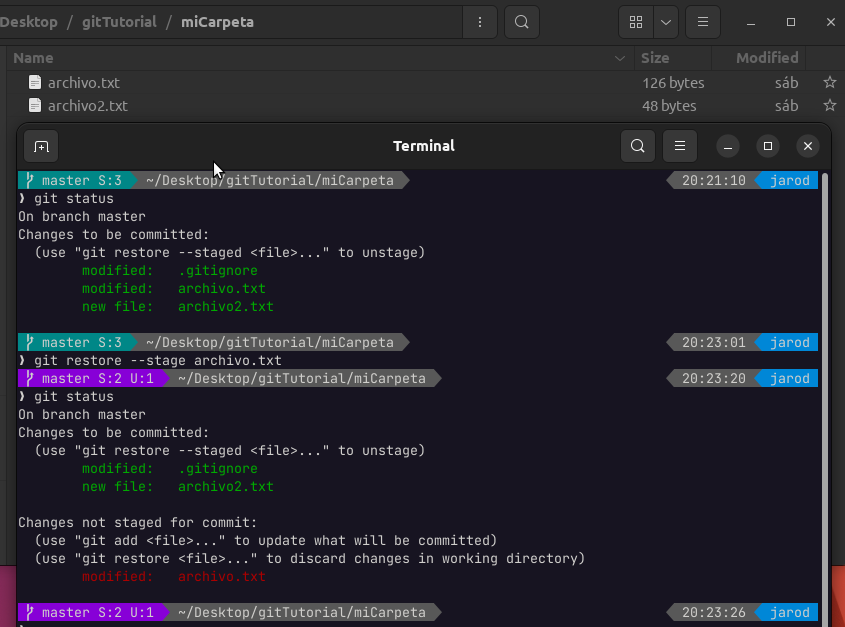 Desktop / gitTutorial / miCarpeta
Name Size Modified
archivo.txt 126 bytes sáb
archivo2.txt 48 bytes sáb
Terminal
master S:3 ~/Desktop/gitTutorial/miCarpeta 20:21:10 jarod
❯ git status
On branch master
Changes to be committed:
(use "git restore --staged <file>..." to unstage)
modified: .gitignore
modified: archivo.txt
new file: archivo2.txt
master S:3 ~/Desktop/gitTutorial/miCarpeta 20:23:01 jarod
❯ git restore --stage archivo.txt
master S:2 U:1 ~/Desktop/gitTutorial/miCarpeta 20:23:20 jarod
❯ git status
On branch master
Changes to be committed:
(use "git restore --staged <file>..." to unstage)
modified: .gitignore
new file: archivo2.txt
Changes not staged for commit:
(use "git add <file>..." to update what will be committed)
(use "git restore <file>..." to discard changes in working directory)
modified: archivo.txt
master S:2 U:1 ~/Desktop/gitTutorial/miCarpeta 20:23:26 jarod